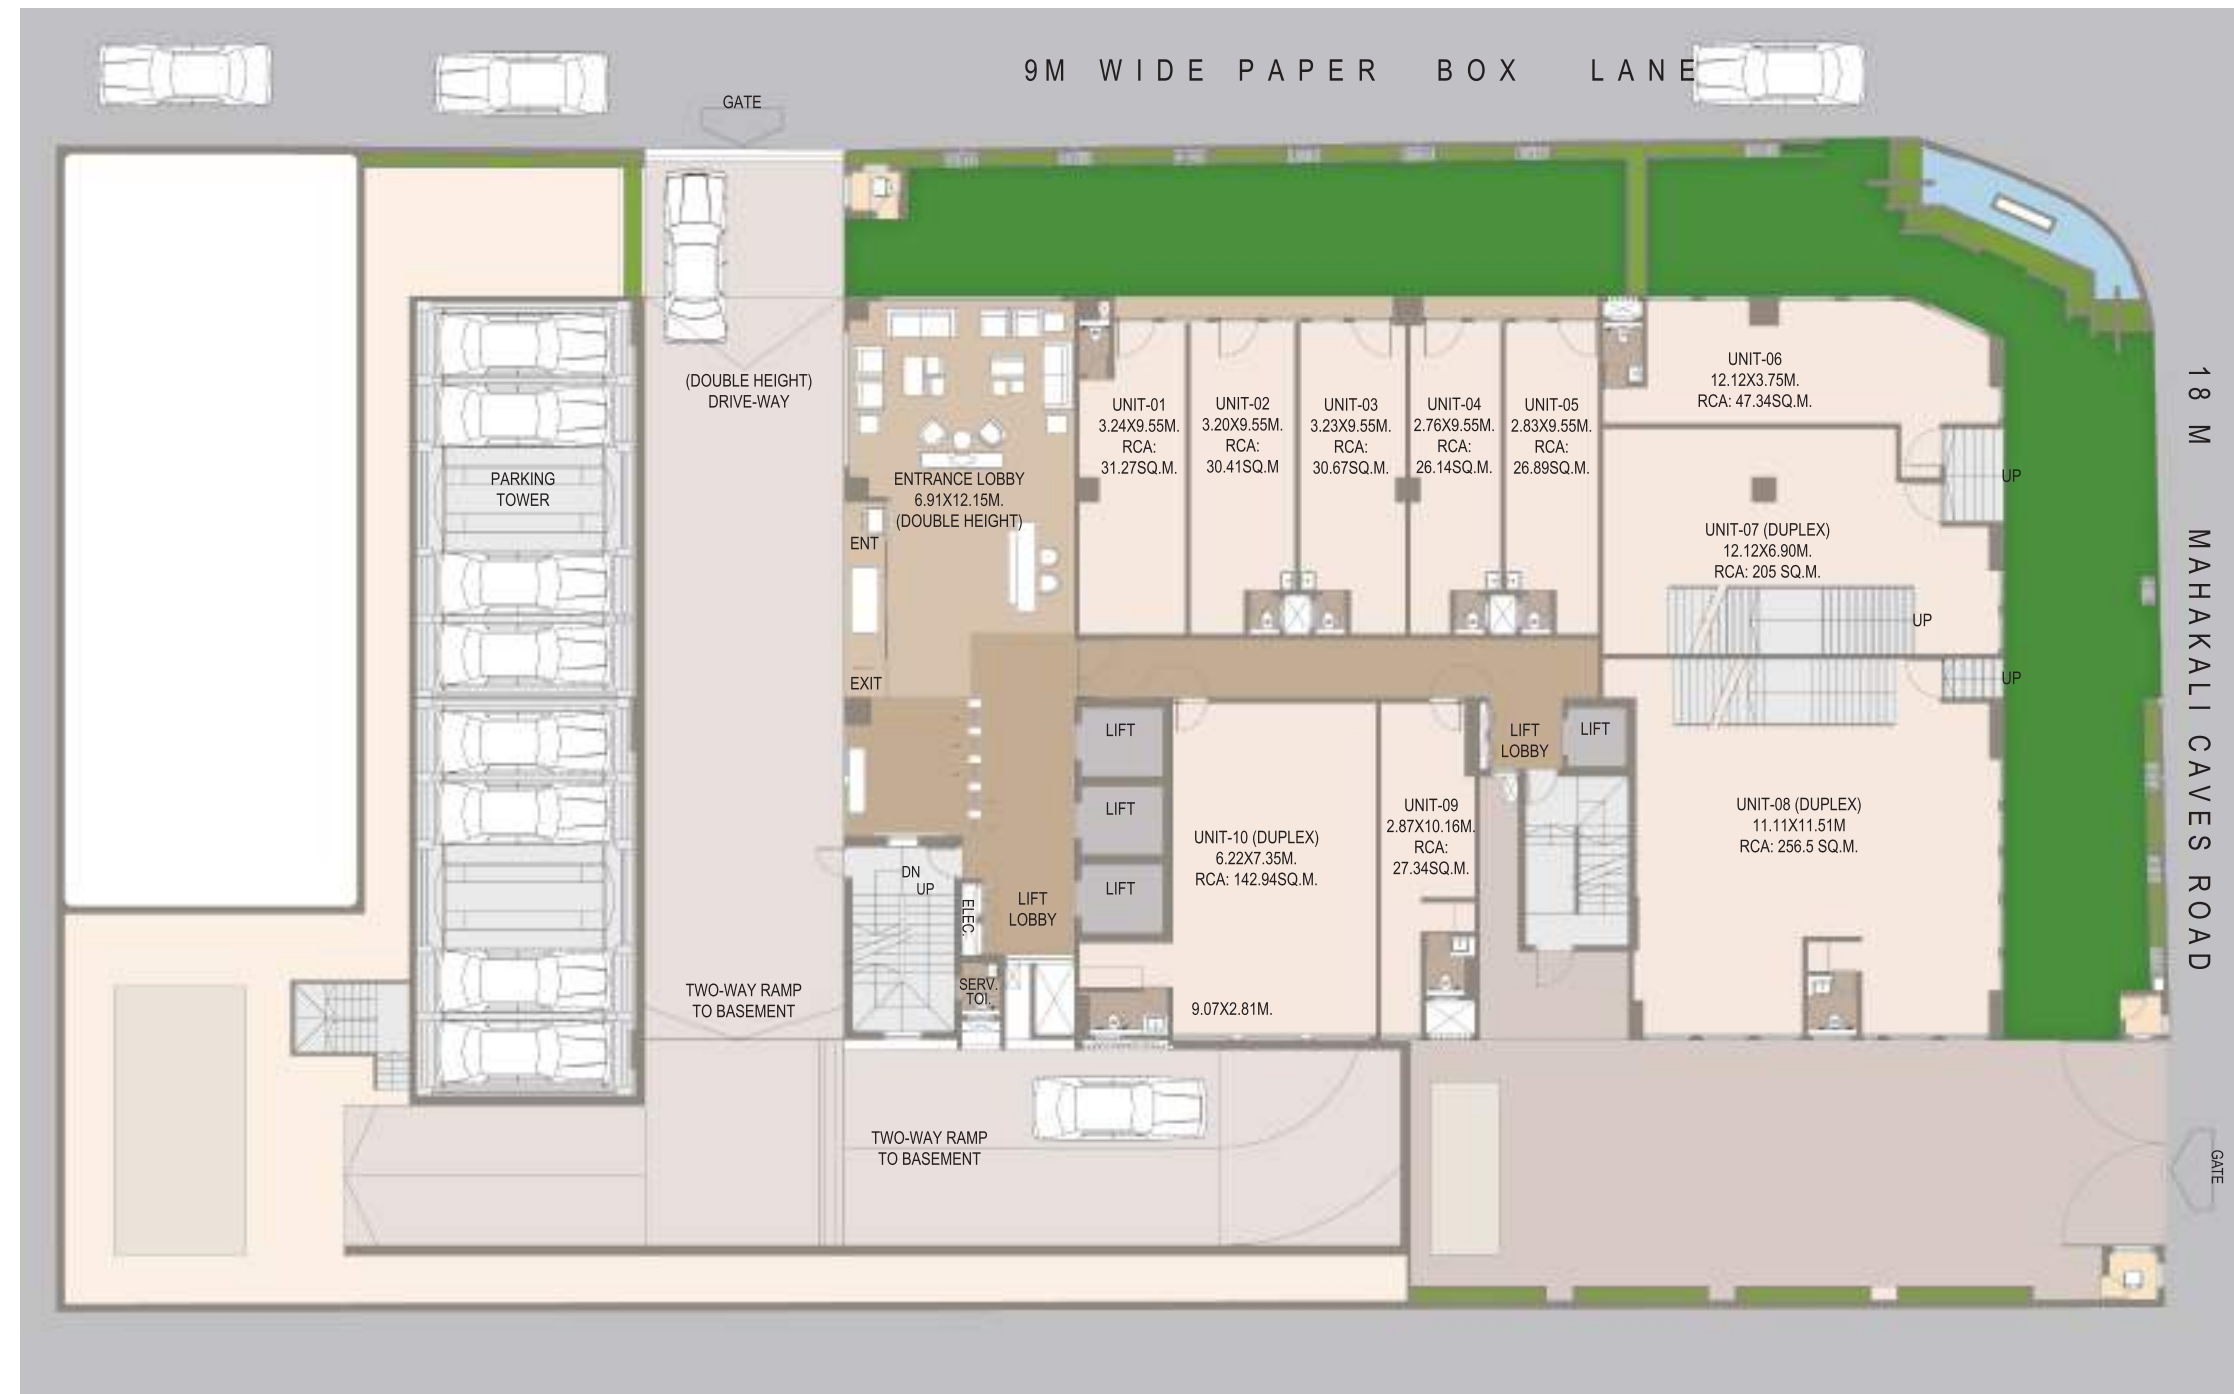 9M WIDE PAPER BOX LANE
GATE
(DOUBLE HEIGHT)
DRIVE-WAY
PARKING
TOWER
ENTRANCE LOBBY
6.91X12.15M.
(DOUBLE HEIGHT)
ENT
EXIT
UNIT-01
3.24X9.55M.
RCA:
31.27SQ.M.
UNIT-02
3.20X9.55M.
RCA:
30.41SQ.M
UNIT-03
3.23X9.55M.
RCA:
30.67SQ.M.
UNIT-04
2.76X9.55M.
RCA:
26.14SQ.M.
UNIT-05
2.83X9.55M.
RCA:
26.89SQ.M.
UNIT-06
12.12X3.75M.
RCA: 47.34SQ.M.
UP
UNIT-07 (DUPLEX)
12.12X6.90M.
RCA: 205 SQ.M.
UP
UP
18 M MAHAKALI CAVES ROAD
LIFT
LIFT
LIFT
LIFT
LOBBY
LIFT
UNIT-10 (DUPLEX)
6.22X7.35M.
RCA: 142.94SQ.M.
9.07X2.81M.
UNIT-09
2.87X10.16M.
RCA:
27.34SQ.M.
UNIT-08 (DUPLEX)
11.11X11.51M
RCA: 256.5 SQ.M.
DN
UP
ELEC.
LIFT
LOBBY
SERV.
TOI.
TWO-WAY RAMP
TO BASEMENT
TWO-WAY RAMP
TO BASEMENT
GATE